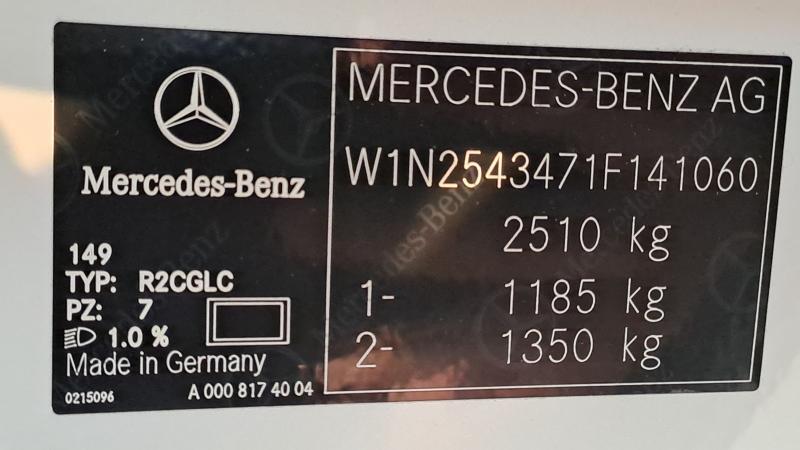 Mercedes-Benz
149
TYP: R2CGLC
PZ: 7
1.0 %
Made in Germany
0215096 A 000 817 40 04
MERCEDES-BENZ AG
W1N2543471F141060
2510 kg
1- 1185 kg
2- 1350 kg